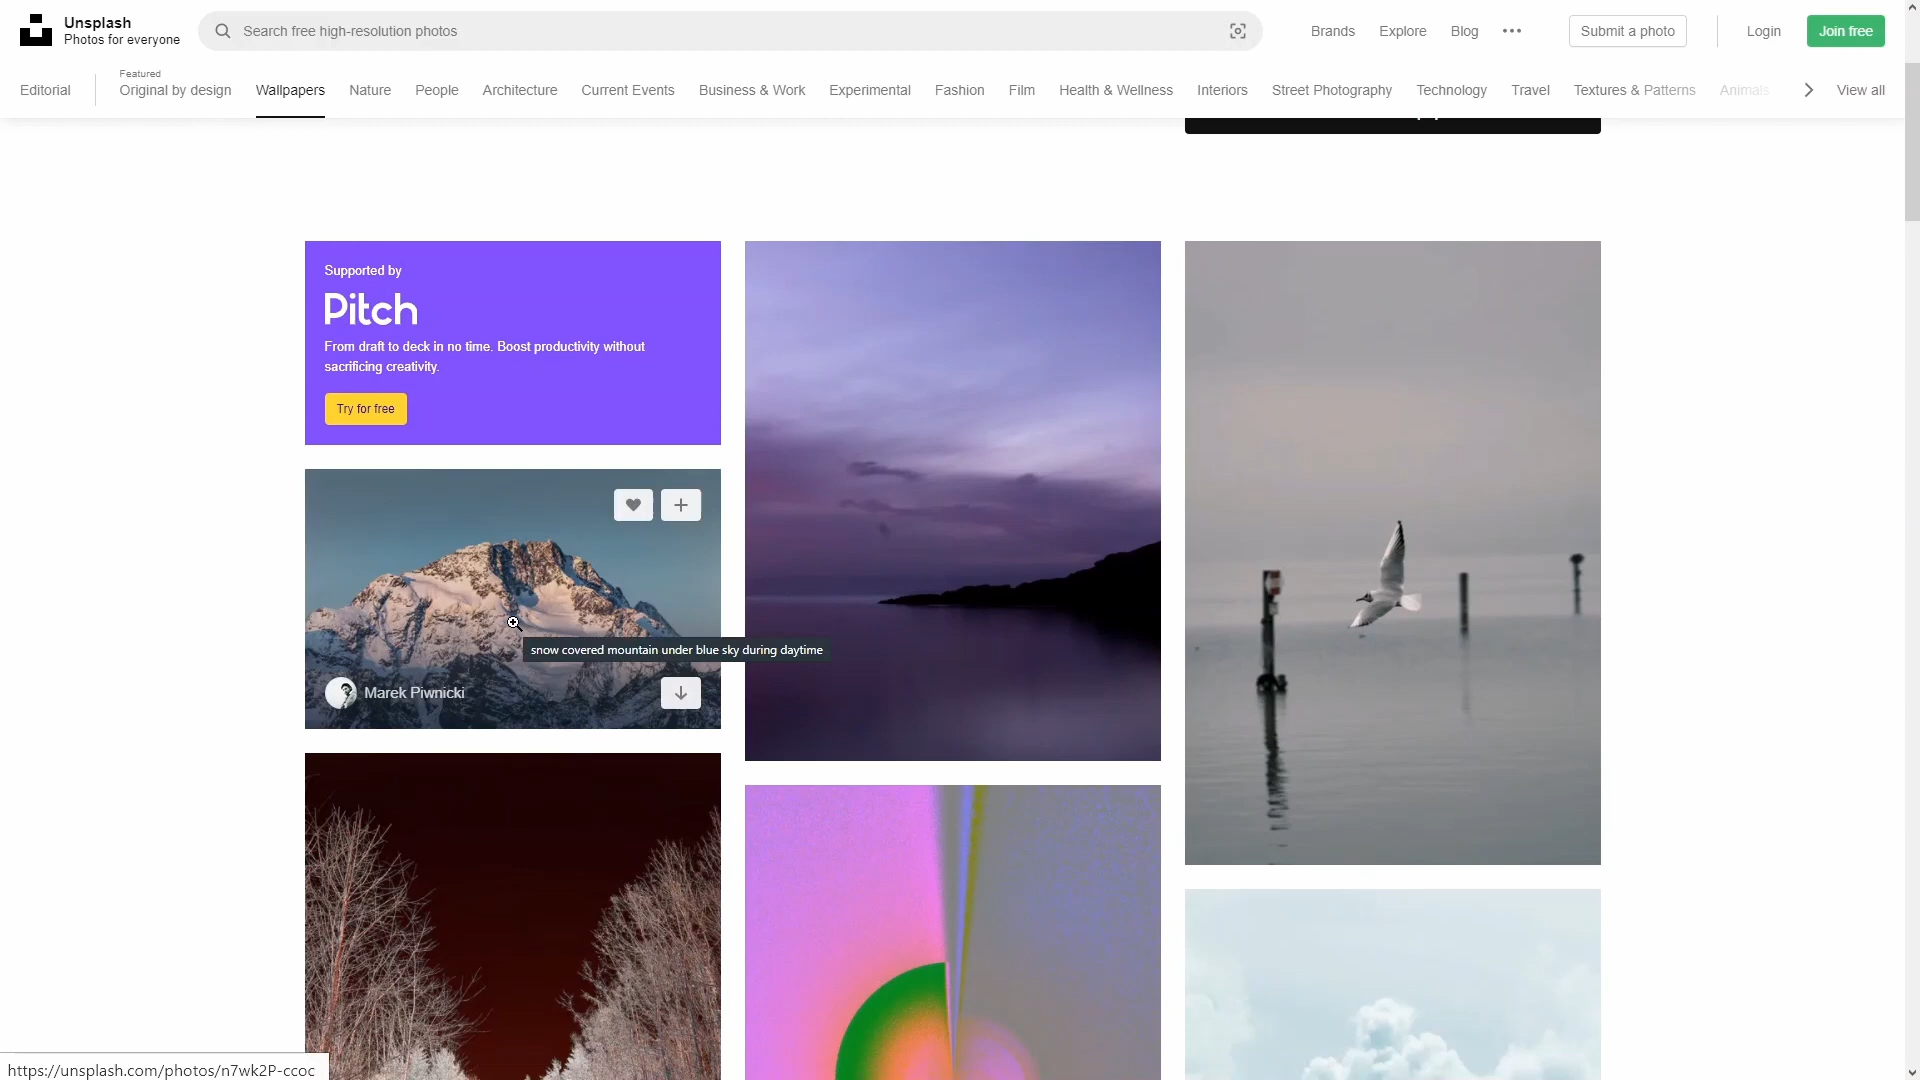 Unsplash
Photos for everyone
Search free high-resolution photos
Brands
Explore
Blog
Submit a photo
Login
Join free
Editorial
Featured
Original by design
Wallpapers
Nature
People
Architecture
Current Events
Business & Work
Experimental
Fashion
Film
Health & Wellness
Interiors
Street Photography
Technology
Travel
Textures & Patterns
Animals
View all
Supported by
Pitch
From draft to deck in no time. Boost productivity without
sacrificing creativity.
Try for free
snow covered mountain under blue sky during daytime
Marek Piwnicki
https://unsplash.com/photos/n7wk2P-ccoc